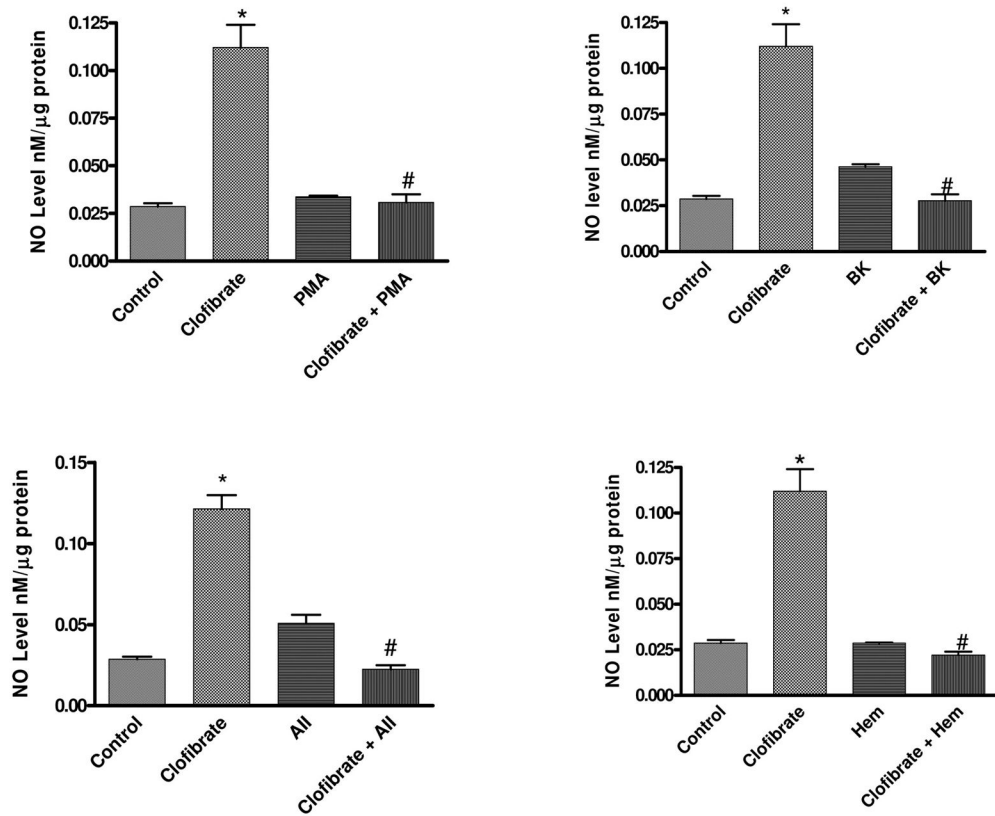 NO Level nM/μg protein
0.125
0.100
0.075
0.050
0.025
0.000
*
#
Control
Clofibrate
PMA
Clofibrate + PMA
NO level nM/μg protein
0.125
0.100
0.075
0.050
0.025
0.000
*
#
Control
Clofibrate
BK
Clofibrate + BK
NO Level nM/μg protein
0.15
0.10
0.05
0.00
*
#
Control
Clofibrate
AII
Clofibrate + AII
NO Level nM/μg protein
0.125
0.100
0.075
0.050
0.025
0.000
*
#
Control
Clofibrate
Hem
Clofibrate + Hem